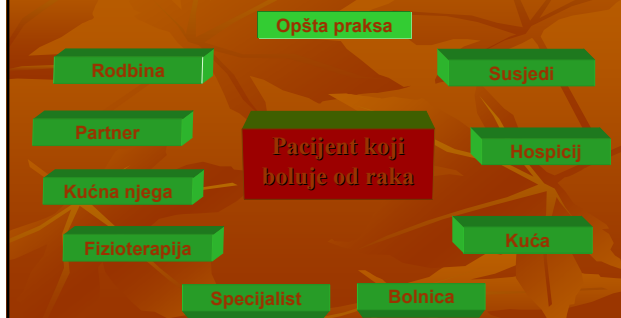 Opšta praksa
Rodbina
Susjedi
Partner
Pacijent koji
boluje od raka
Hospicij
Kućna njega
Fizioterapija
Kuća
Specijalist
Bolnica